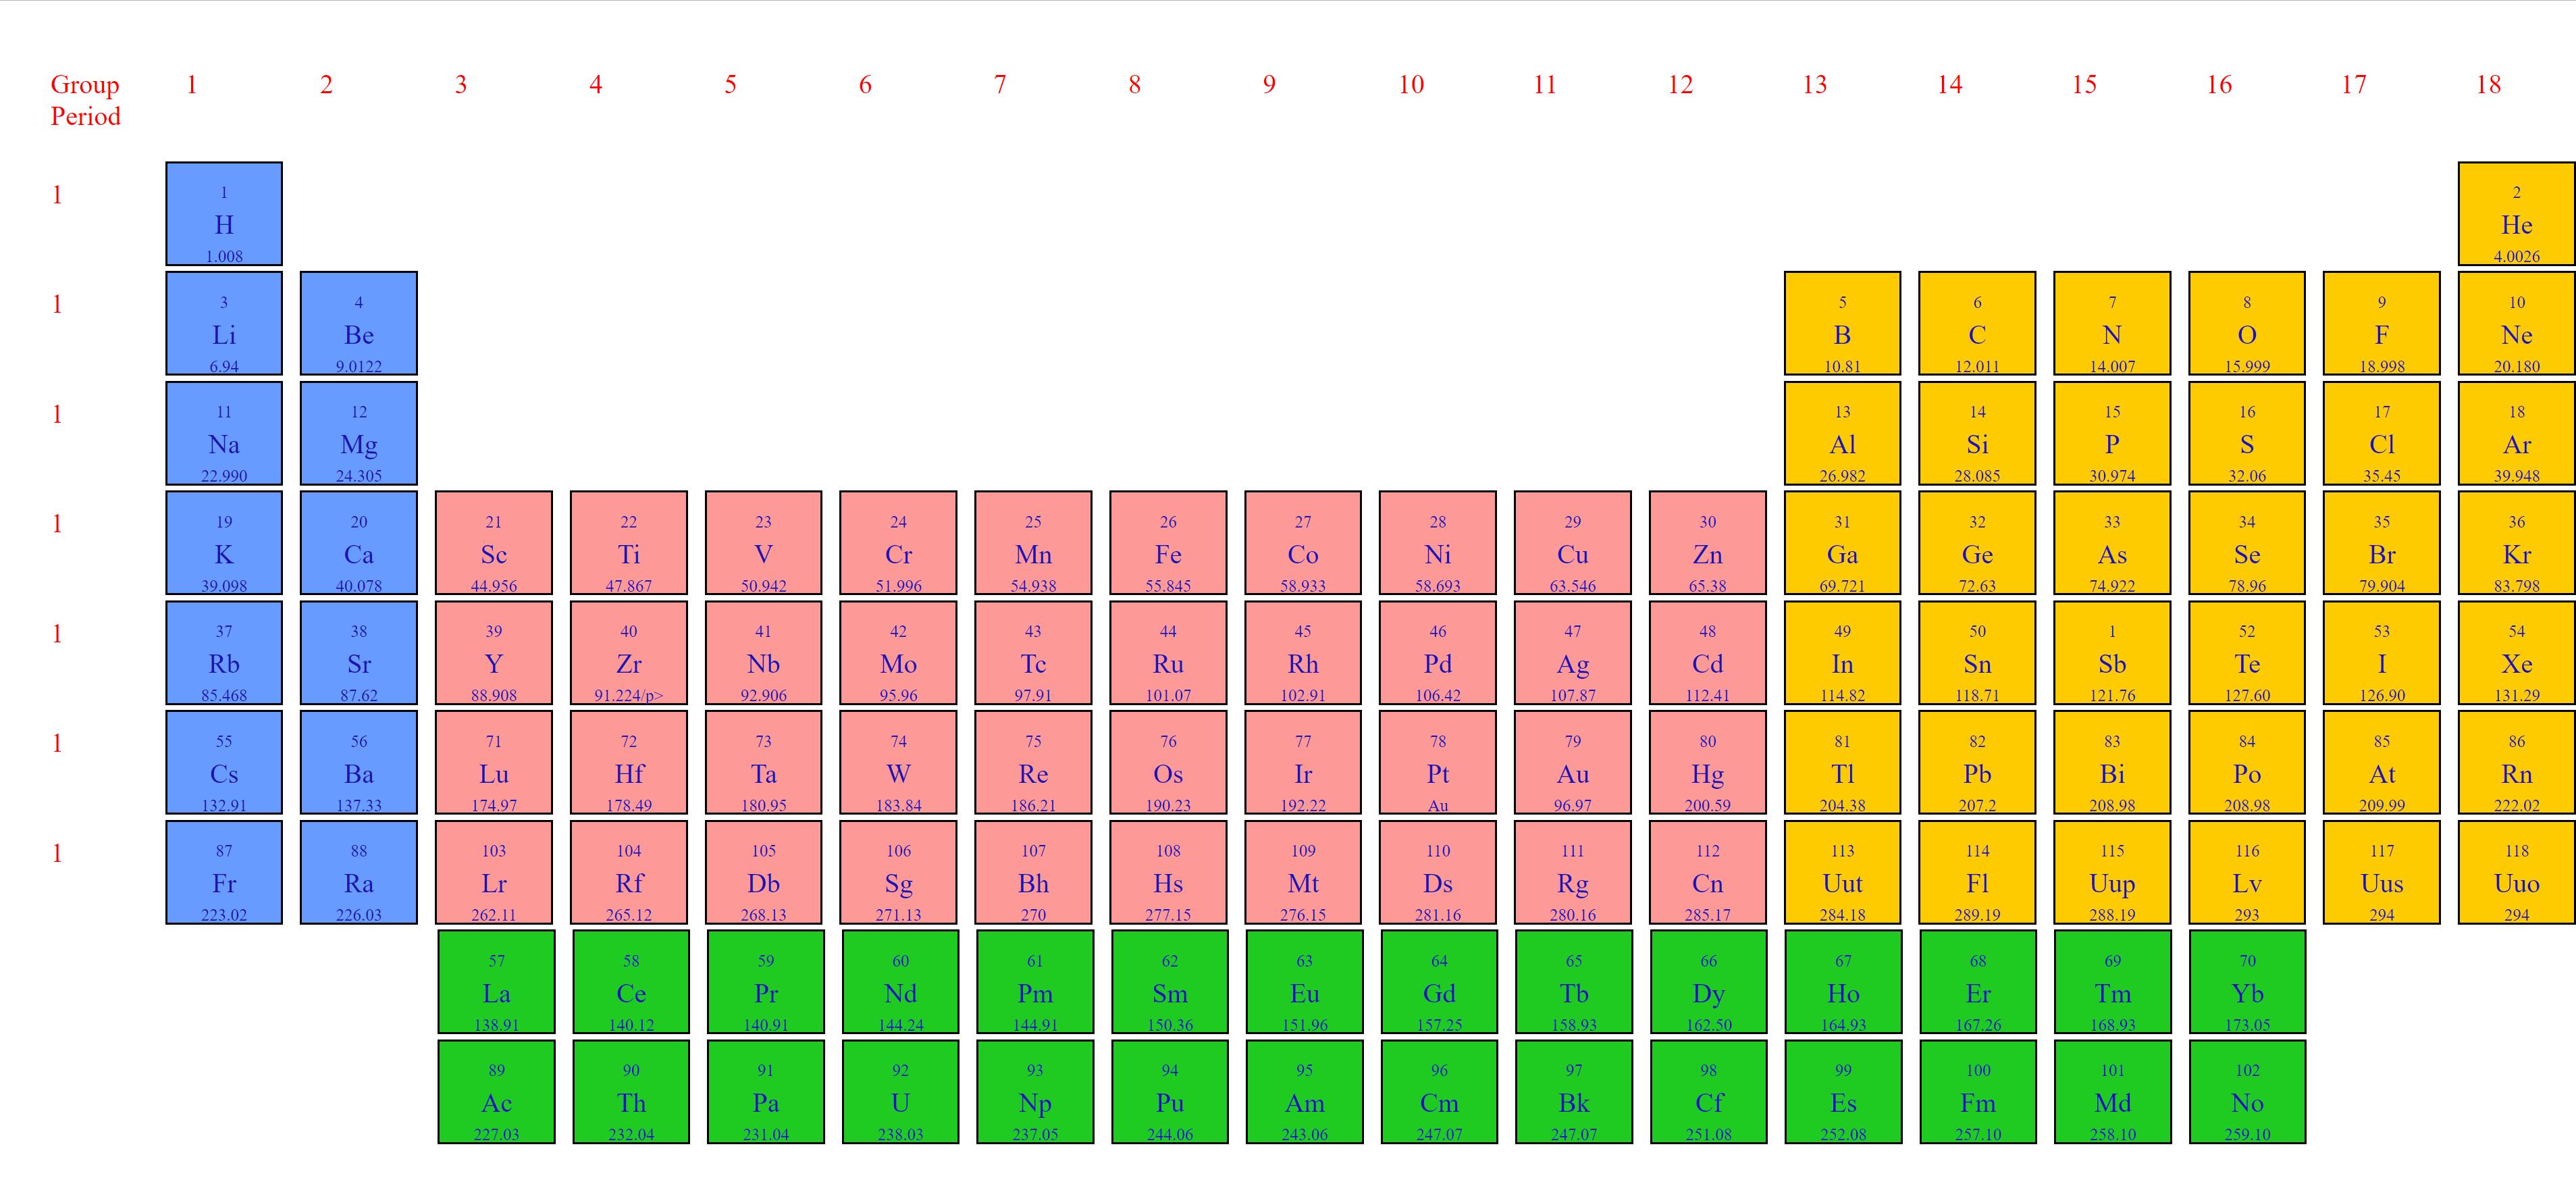 Group 1 2 3 4 5 6 7 8 9 10 11 12 13 14 15 16 17 18
Period
1 1 2
H He
1.008 4.0026
1 3 4 5 6 7 8 9 10
Li Be B C N O F Ne
6.94 9.0122 10.81 12.011 14.007 15.999 18.998 20.180
1 11 12 13 14 15 16 17 18
Na Mg Al Si P S Cl Ar
22.990 24.305 26.982 28.085 30.974 32.06 35.45 39.948
1 19 20 21 22 23 24 25 26 27 28 29 30 31 32 33 34 35 36
K Ca Sc Ti V Cr Mn Fe Co Ni Cu Zn Ga Ge As Se Br Kr
39.098 40.078 44.956 47.867 50.942 51.996 54.938 55.845 58.933 58.693 63.546 65.38 69.721 72.63 74.922 78.96 79.904 83.798
1 37 38 39 40 41 42 43 44 45 46 47 48 49 50 1 52 53 54
Rb Sr Y Zr Nb Mo Tc Ru Rh Pd Ag Cd In Sn Sb Te I Xe
85.468 87.62 88.908 91.224/p> 92.906 95.96 97.91 101.07 102.91 106.42 107.87 112.41 114.82 118.71 121.76 127.60 126.90 131.29
1 55 56 71 72 73 74 75 76 77 78 79 80 81 82 83 84 85 86
Cs Ba Lu Hf Ta W Re Os Ir Pt Au Hg Tl Pb Bi Po At Rn
132.91 137.33 174.97 178.49 180.95 183.84 186.21 190.23 192.22 Au 96.97 200.59 204.38 207.2 208.98 208.98 209.99 222.02
1 87 88 103 104 105 106 107 108 109 110 111 112 113 114 115 116 117 118
Fr Ra Lr Rf Db Sg Bh Hs Mt Ds Rg Cn Uut Fl Uup Lv Uus Uuo
223.02 226.03 262.11 265.12 268.13 271.13 270 277.15 276.15 281.16 280.16 285.17 284.18 289.19 288.19 293 294 294
57 58 59 60 61 62 63 64 65 66 67 68 69 70
La Ce Pr Nd Pm Sm Eu Gd Tb Dy Ho Er Tm Yb
138.91 140.12 140.91 144.24 144.91 150.36 151.96 157.25 158.93 162.50 164.93 167.26 168.93 173.05
89 90 91 92 93 94 95 96 97 98 99 100 101 102
Ac Th Pa U Np Pu Am Cm Bk Cf Es Fm Md No
227.03 232.04 231.04 238.03 237.05 244.06 243.06 247.07 247.07 251.08 252.08 257.10 258.10 259.10